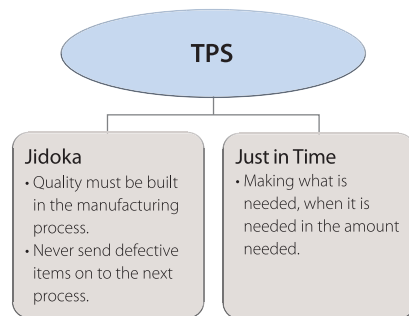 TPS
Jidoka
• Quality must be built
in the manufacturing
process.
• Never send defective
items on to the next
process.
Just in Time
• Making what is
needed, when it is
needed in the amount
needed.